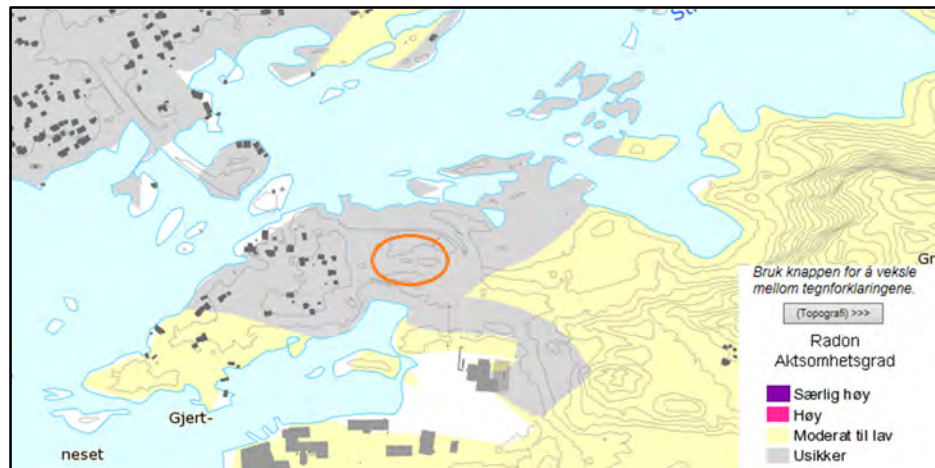 Bruk knappen for å veksle
mellom tegnforklaringene.
(Topografi) >>>
Radon
Aktsomhetsgrad
Særlig høy
Høy
Moderat til lav
Usikker
Gjert-
neset